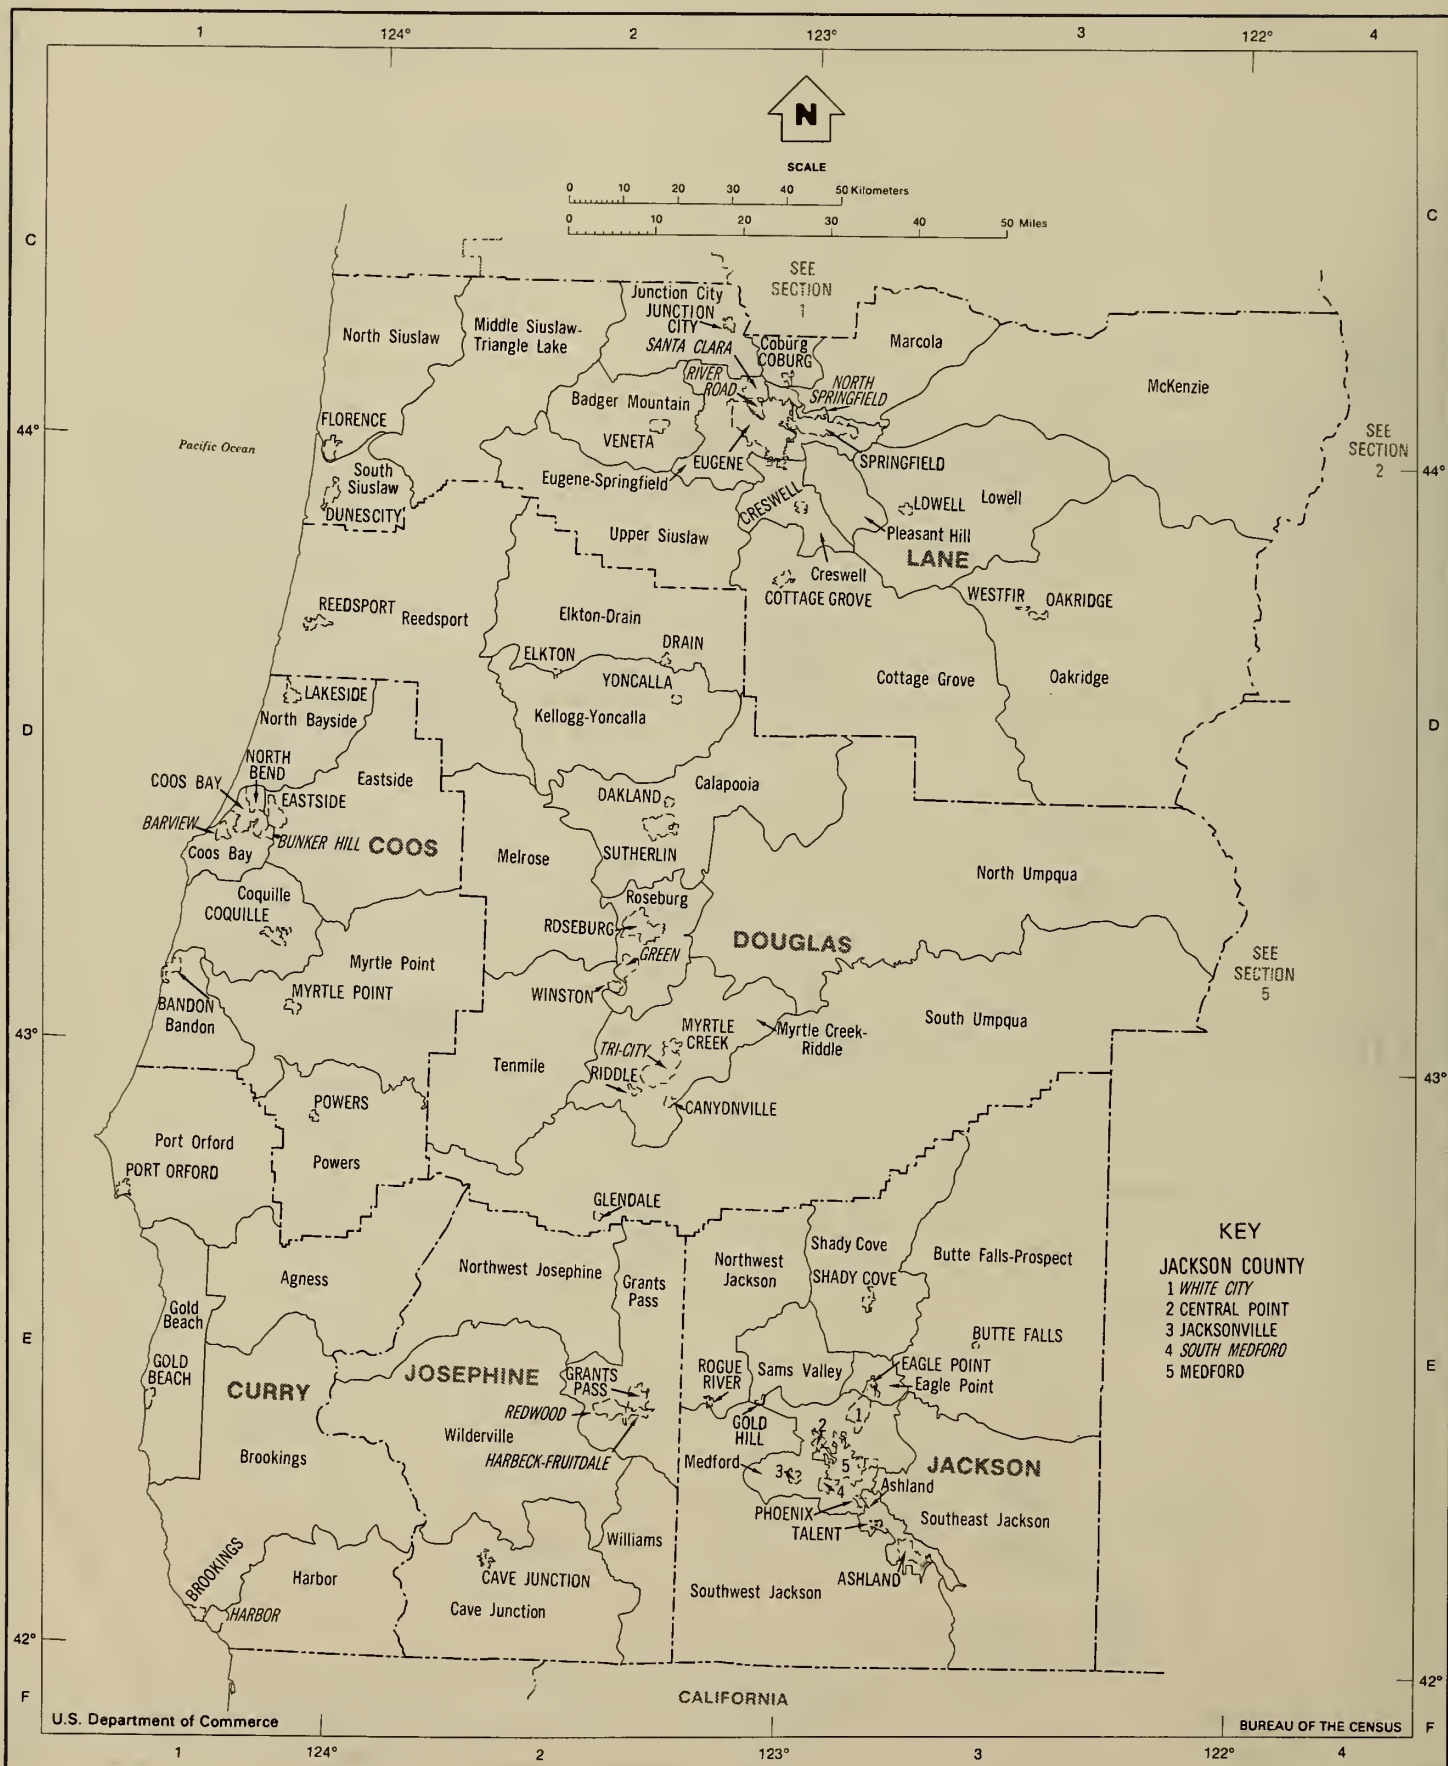 1
124°
2
123°
3
122°
4
N
SCALE
0 10 20 30 40 50 Kilometers
0 10 20 30 40 50 Miles
C
C
SEE
SECTION
1
Junction City
JUNCTION
CITY
North Siuslaw
Middle Siuslaw-
Triangle Lake
SANTA CLARA
Coburg
COBURG
Marcola
RIVER
ROAD
NORTH
SPRINGFIELD
McKenzie
Badger Mountain
VENETA
FLORENCE
44°
Pacific Ocean
SEE
SECTION
2
44°
EUGENE
SPRINGFIELD
South
Siuslaw
Eugene-Springfield
CRESWELL
LOWELL
Lowell
DUNES CITY
Upper Siuslaw
Pleasant Hill
LANE
Creswell
COTTAGE GROVE
WESTFIR
OAKRIDGE
REEDSPORT
Reedsport
Elkton-Drain
DRAIN
ELKTON
YONCALLA
Cottage Grove
Oakridge
LAKESIDE
North Bayside
Kellogg-Yoncalla
D
D
NORTH
BEND
COOS BAY
Eastside
Calapooia
EASTSIDE
OAKLAND
BARVIEW
BUNKER HILL
COOS
Coos Bay
Melrose
SUTHERLIN
North Umpqua
Coquille
COQUILLE
Roseburg
ROSEBURG
DOUGLAS
GREEN
Myrtle Point
SEE
SECTION
5
MYRTLE POINT
WINSTON
BANDON
Bandon
43°
MYRTLE
CREEK
Myrtle Creek-
Riddle
South Umpqua
TRI-CITY
Tenmile
RIDDLE
43°
POWERS
CANYONVILLE
Port Orford
Powers
PORT ORFORD
GLENDALE
KEY
JACKSON COUNTY
1 WHITE CITY
2 CENTRAL POINT
3 JACKSONVILLE
4 SOUTH MEDFORD
5 MEDFORD
Shady Cove
SHADY COVE
Butte Falls-Prospect
Northwest
Jackson
Northwest Josephine
Grants
Pass
Agness
Gold
Beach
E
BUTTE FALLS
E
GOLD
BEACH
CURRY
JOSEPHINE
GRANTS
PASS
ROGUE
RIVER
Sams Valley
EAGLE POINT
Eagle Point
REDWOOD
1
GOLD
HILL
2
Wilderville
HARBECK-FRUITDALE
Brookings
Medford
3
5
4
JACKSON
Ashland
PHOENIX
TALENT
Southeast Jackson
Williams
BROOKINGS
Harbor
CAVE JUNCTION
Cave Junction
ASHLAND
Southwest Jackson
HARBOR
42°
42°
F
CALIFORNIA
U.S. Department of Commerce
BUREAU OF THE CENSUS
F
1
124°
2
123°
3
122°
4